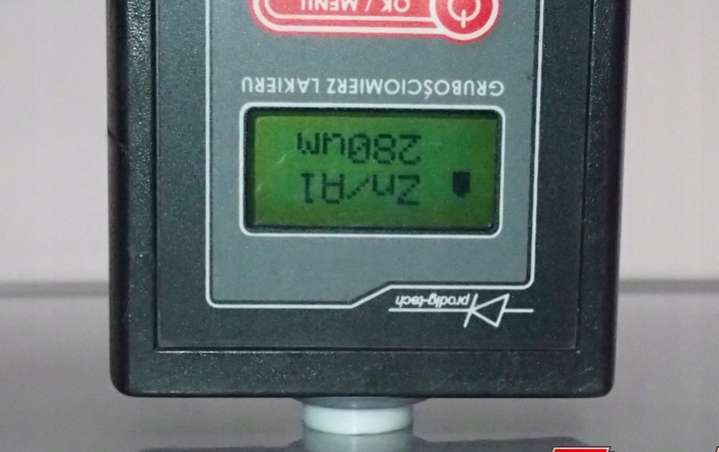 prodig-tech
Zn/Al
280um
GRUBOŚCIOMIERZ LAKIERU
OK / MENU